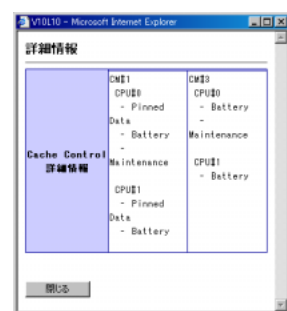 V10L10 - Microsoft Internet Explorer
詳細情報
Cache Control
詳細情報
CM#1
CPU#0
- Pinned
Data
- Battery
-
Maintenance
CPU#1
- Pinned
Data
- Battery
CM#3
CPU#0
- Battery
-
Maintenance
CPU#1
- Battery
閉じる